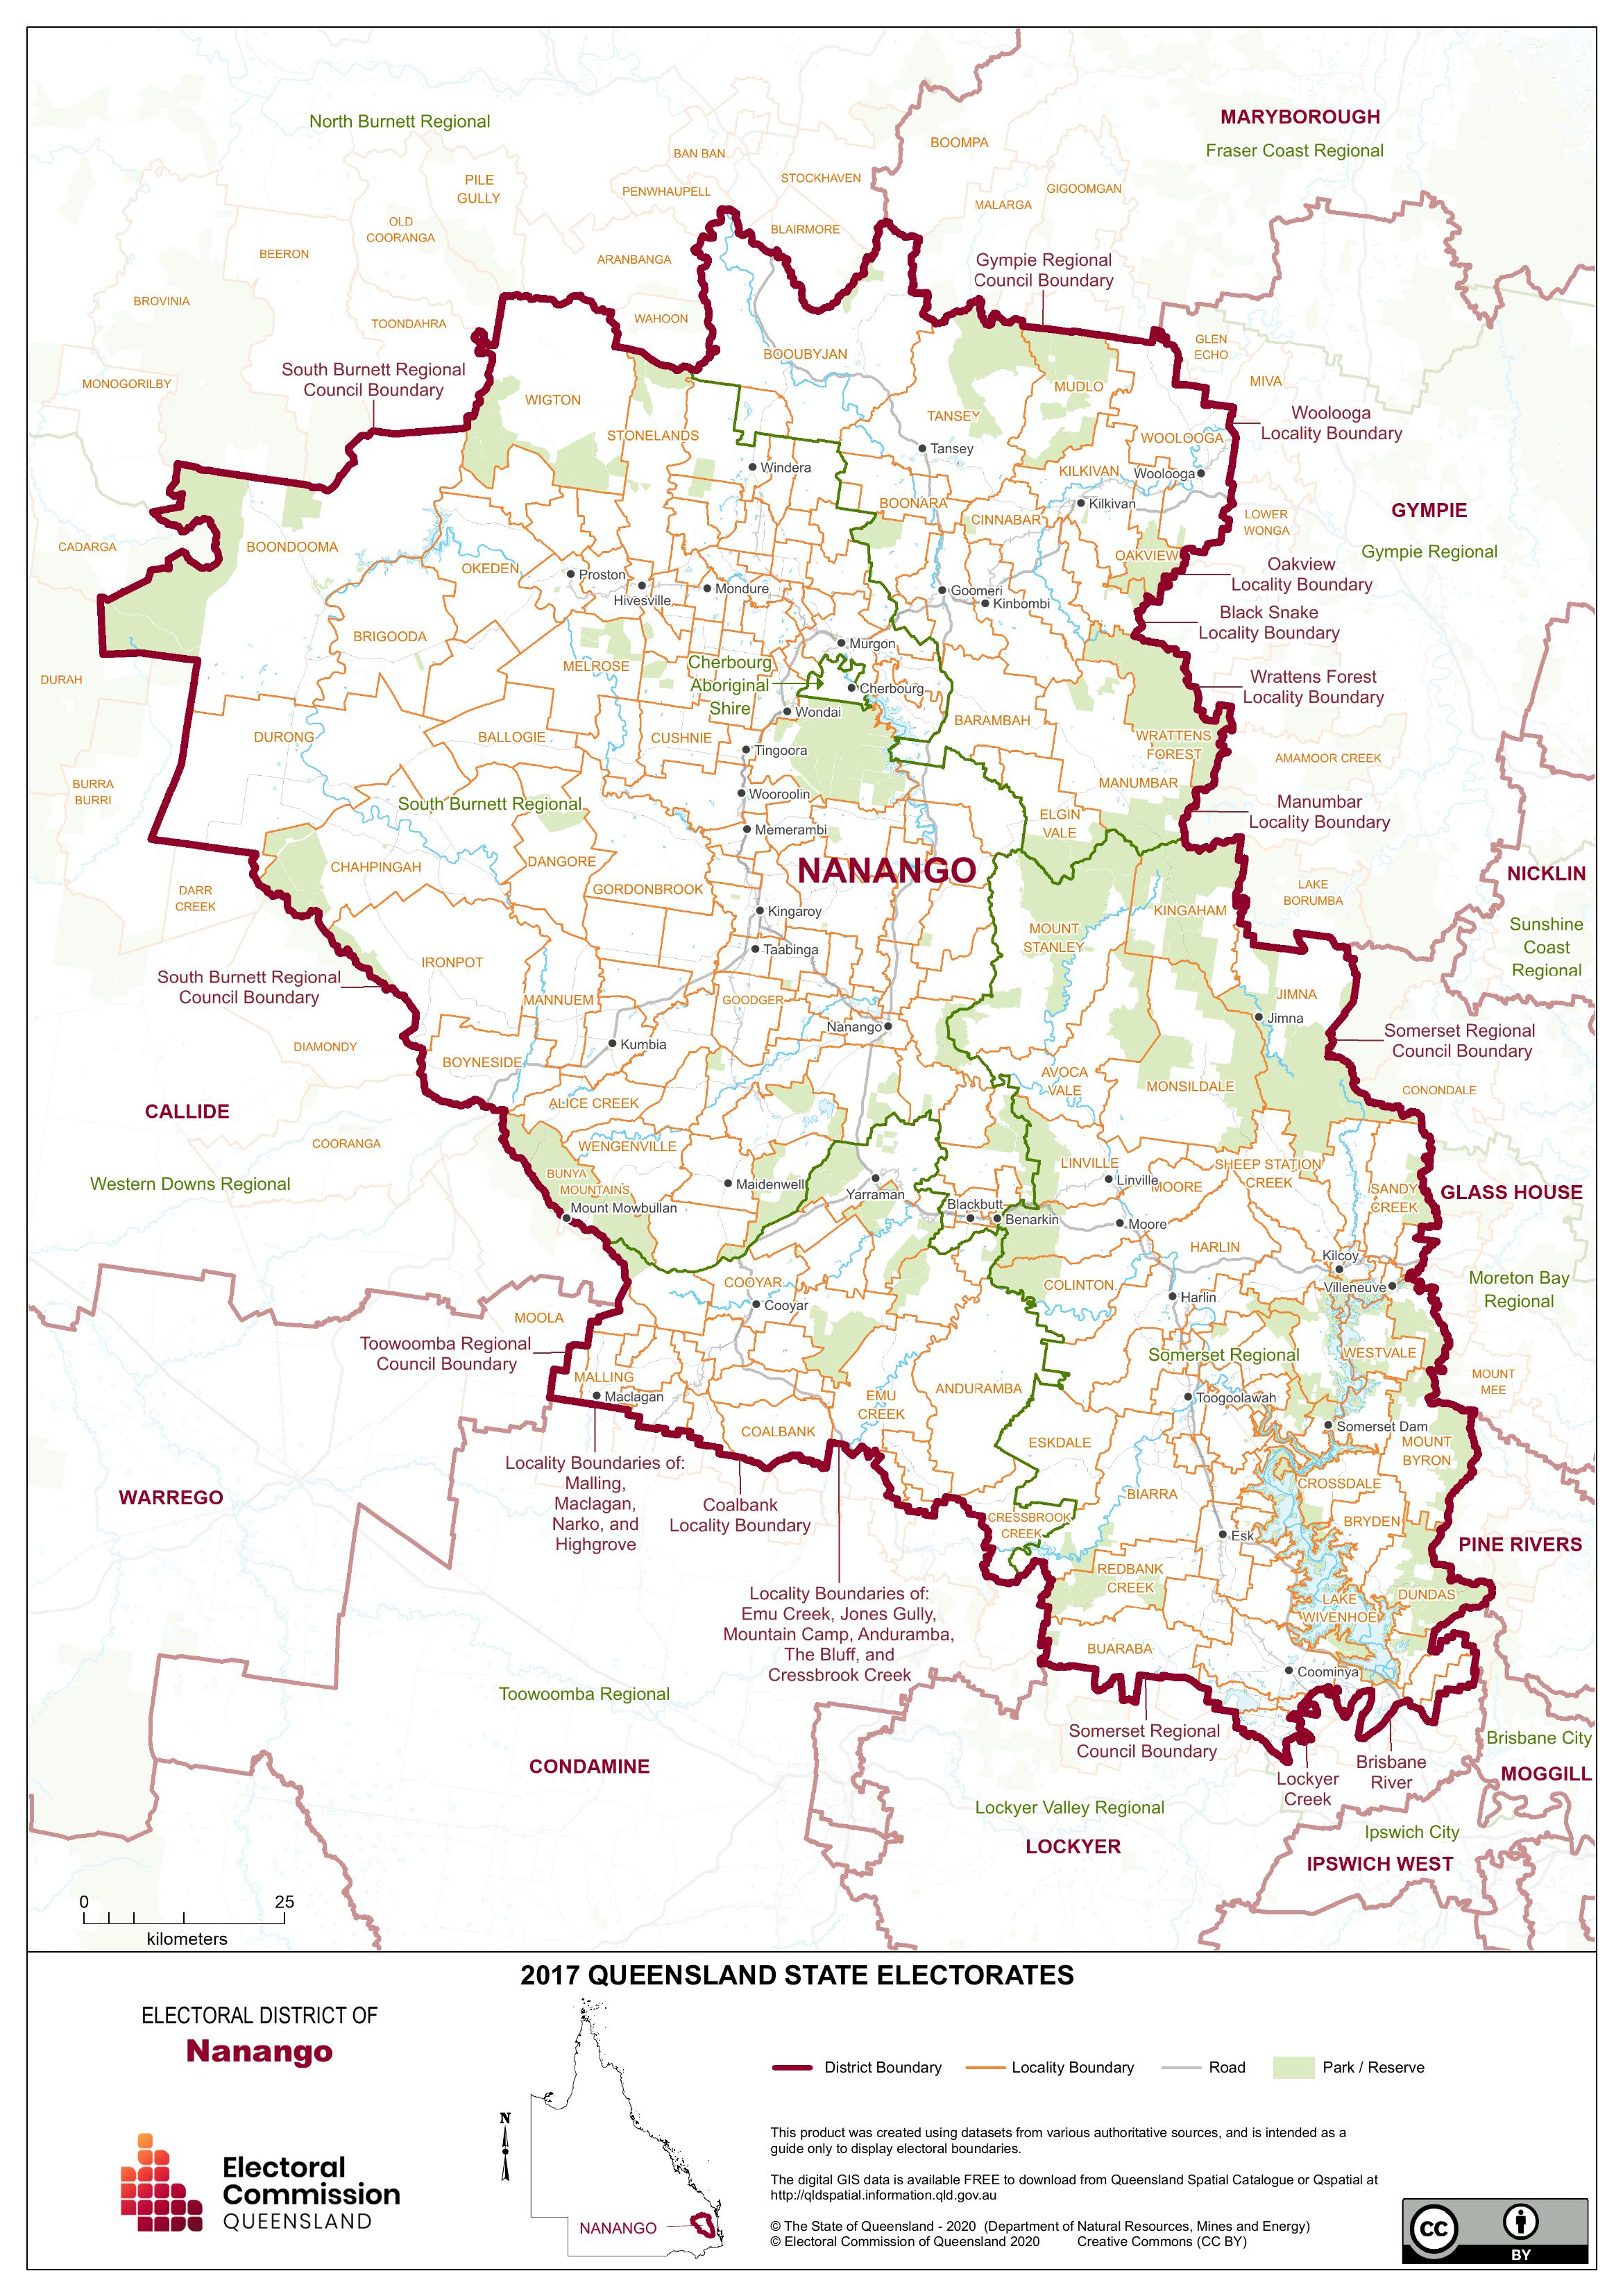 North Burnett Regional
MARYBOROUGH
Fraser Coast Regional
BOOMPA
BAN BAN
STOCKHAVEN
PENWHAUPELL
PILE
GULLY
GIGOOMGAN
MALARGA
OLD
COORANGA
BLAIRMORE
BEERON
ARANBANGA
Gympie Regional
Council Boundary
BROVINIA
TOONDAHRA
WAHOON
GLEN
ECHO
BOOUBYJAN
South Burnett Regional
Council Boundary
MONOGORILBY
MIVA
MUDLO
WIGTON
Woolooga
Locality Boundary
TANSEY
STONELANDS
WOOLOOGA
Tansey
Windera
KILKIVAN
Woolooga
BOONARA
Kilkivan
GYMPIE
CINNABAR
LOWER
WONGA
CADARGA
BOONDOOMA
OAKVIEW
Gympie Regional
OKEDEN
Proston
Oakview
Locality Boundary
Hivesville
Mondure
Goomeri
Kinbombi
Black Snake
Locality Boundary
BRIGOODA
Murgon
MELROSE
Cherbourg
Aboriginal
Shire
Cherbourg
DURAH
Wrattens Forest
Locality Boundary
Wondai
BARAMBAH
DURONG
BALLOGIE
CUSHNIE
WRATTENS
FOREST
Tingoora
AMAMOOR CREEK
BURRA
BURRI
MANUMBAR
South Burnett Regional
Wooroolin
Manumbar
Locality Boundary
ELGIN
VALE
Memerambi
CHAHPINGAH
DANGORE
NANANGO
NICKLIN
DARR
CREEK
GORDONBROOK
LAKE
BORUMBA
Kingaroy
KINGAHAM
Sunshine
Coast
Regional
MOUNT
STANLEY
Taabinga
IRONPOT
South Burnett Regional
Council Boundary
MANNUEM
GOODGER
JIMNA
Jimna
Nanango
Somerset Regional
Council Boundary
Kumbia
DIAMONDY
BOYNESIDE
AVOCA
VALE
MONSILDALE
CONONDALE
CALLIDE
ALICE CREEK
COORANGA
WENGENVILLE
Western Downs Regional
BUNYA
MOUNTAINS
Maidenwell
LINVILLE
Linville
MOORE
SHEEP STATION
CREEK
SANDY
CREEK
GLASS HOUSE
Yarraman
Mount Mowbullan
Blackbutt
Benarkin
Moore
HARLIN
Kilcoy
Villeneuve
Moreton Bay
Regional
COOYAR
COLINTON
Harlin
Cooyar
MOOLA
Toowoomba Regional
Council Boundary
Somerset Regional
WESTVALE
MALLING
Maclagan
MOUNT
MEE
ANDURAMBA
EMU
CREEK
Toogoolawah
Somerset Dam
COALBANK
ESKDALE
MOUNT
BYRON
Locality Boundaries of:
Malling,
Maclagan,
Narko, and
Highgrove
CROSSDALE
WARREGO
Coalbank
Locality Boundary
BIARRA
CRESSBROOK
CREEK
BRYDEN
Esk
PINE RIVERS
REDBANK
CREEK
Locality Boundaries of:
Emu Creek, Jones Gully,
Mountain Camp, Anduramba,
The Bluff, and
Cressbrook Creek
LAKE
WIVENHOE
DUNDAS
BUARABA
Coominya
Toowoomba Regional
Somerset Regional
Council Boundary
Brisbane City
CONDAMINE
Brisbane
River
MOGGILL
Lockyer
Creek
Lockyer Valley Regional
Ipswich City
LOCKYER
IPSWICH WEST
0 25
kilometers
2017 QUEENSLAND STATE ELECTORATES
ELECTORAL DISTRICT OF
Nanango
District Boundary
Locality Boundary
Road
Park / Reserve
N
This product was created using datasets from various authoritative sources, and is intended as a
guide only to display electoral boundaries.
Electoral
Commission
QUEENSLAND
The digital GIS data is available FREE to download from Queensland Spatial Catalogue or Qspatial at
http://qldspatial.information.qld.gov.au
NANANGO
© The State of Queensland - 2020 (Department of Natural Resources, Mines and Energy)
© Electoral Commission of Queensland 2020 Creative Commons (CC BY)
CC
BY